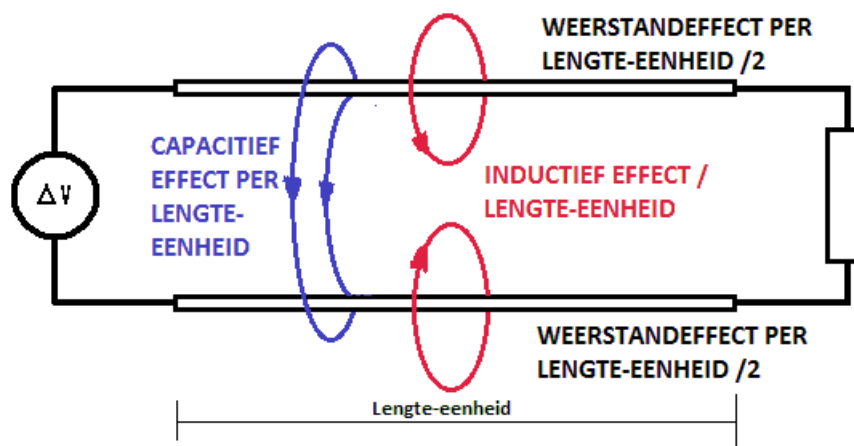 WEERSTANDEFFECT PER
LENGTE-EENHEID /2
CAPACITIEF
EFFECT PER
LENGTE-
EENHEID
ΔV
INDUCTIEF EFFECT /
LENGTE-EENHEID
WEERSTANDEFFECT PER
LENGTE-EENHEID /2
Lengte-eenheid